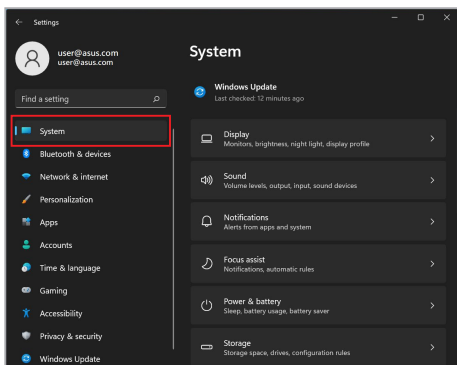 Settings
user@asus.com
user@asus.com
Find a setting
System
Bluetooth & devices
Network & internet
Personalization
Apps
Accounts
Time & language
Gaming
Accessibility
Privacy & security
Windows Update
System
Windows Update
Last checked: 12 minutes ago
Display
Monitors, brightness, night light, display profile
Sound
Volume levels, output, input, sound devices
Notifications
Alerts from apps and system
Focus assist
Notifications, automatic rules
Power & battery
Sleep, battery usage, battery saver
Storage
Storage space, drives, configuration rules